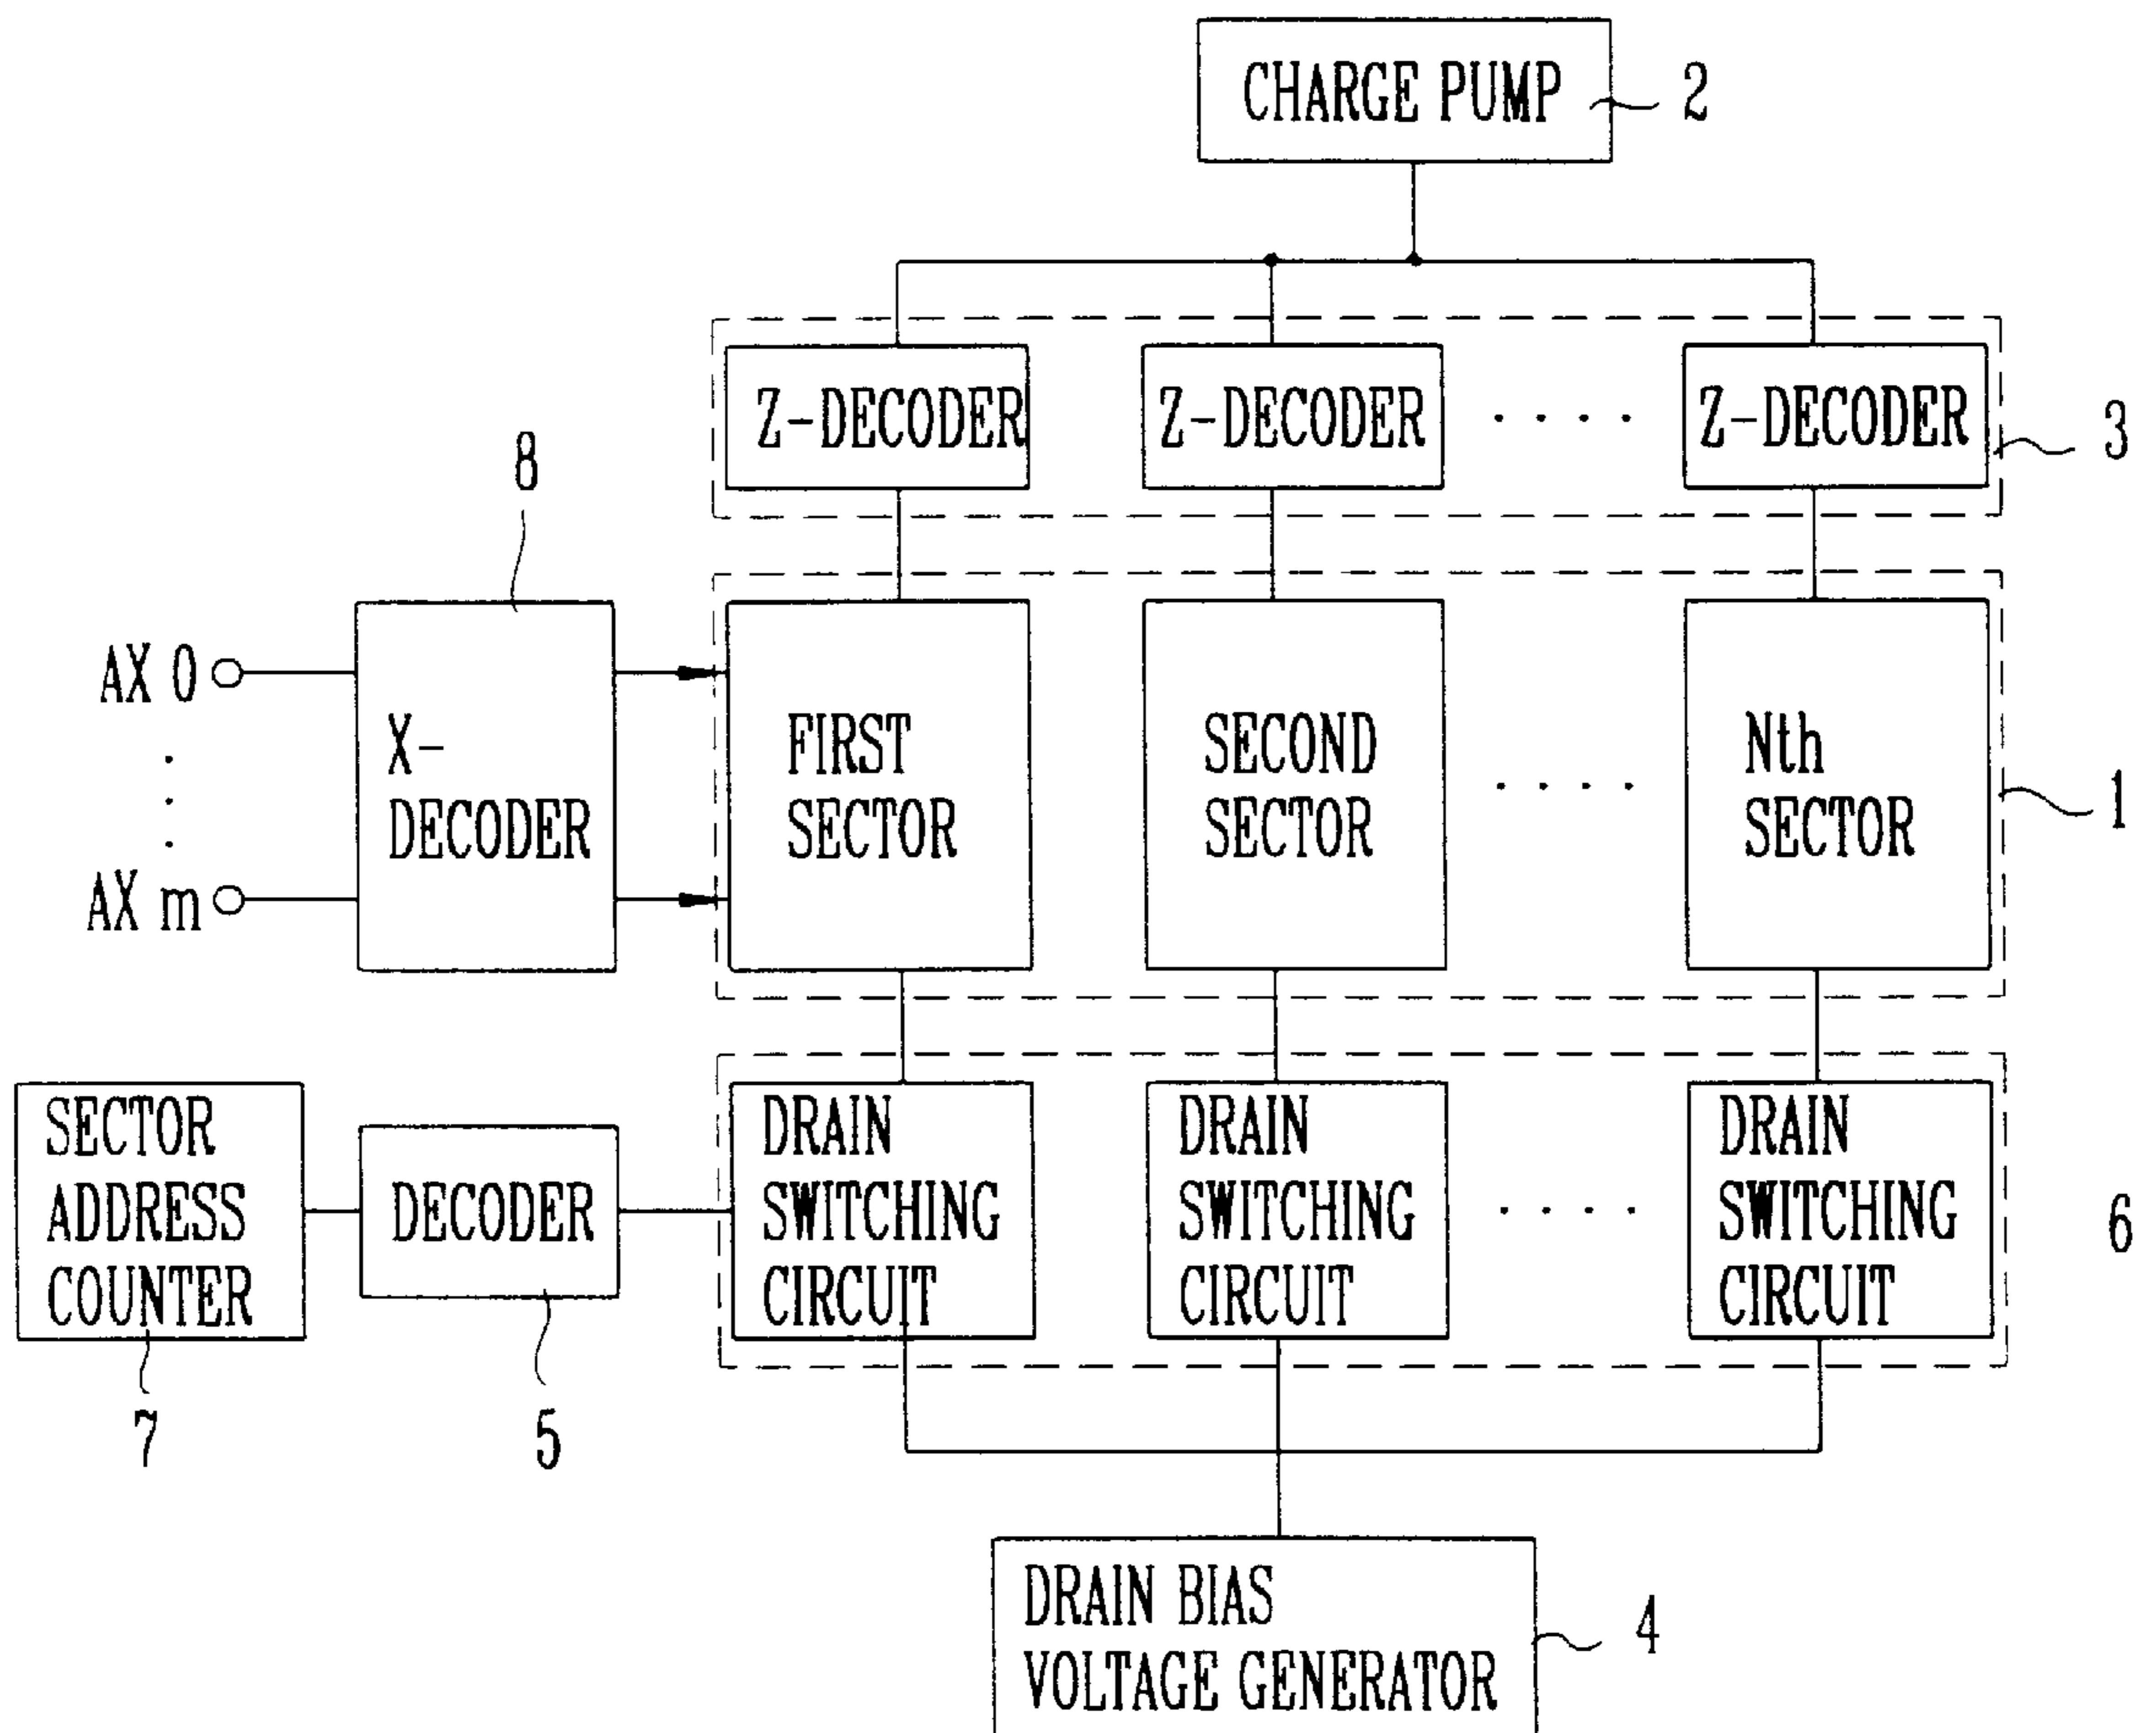 CHARGE PUMP
2
Z-DECODER
Z-DECODER
. . . .
Z-DECODER
3
8
AX 0
.
.
.
AX m
X-
DECODER
FIRST
SECTOR
SECOND
SECTOR
. . . .
Nth
SECTOR
1
SECTOR
ADDRESS
COUNTER
7
DECODER
5
DRAIN
SWITCHING
CIRCUIT
DRAIN
SWITCHING
CIRCUIT
. . . .
DRAIN
SWITCHING
CIRCUIT
6
DRAIN BIAS
VOLTAGE GENERATOR
4